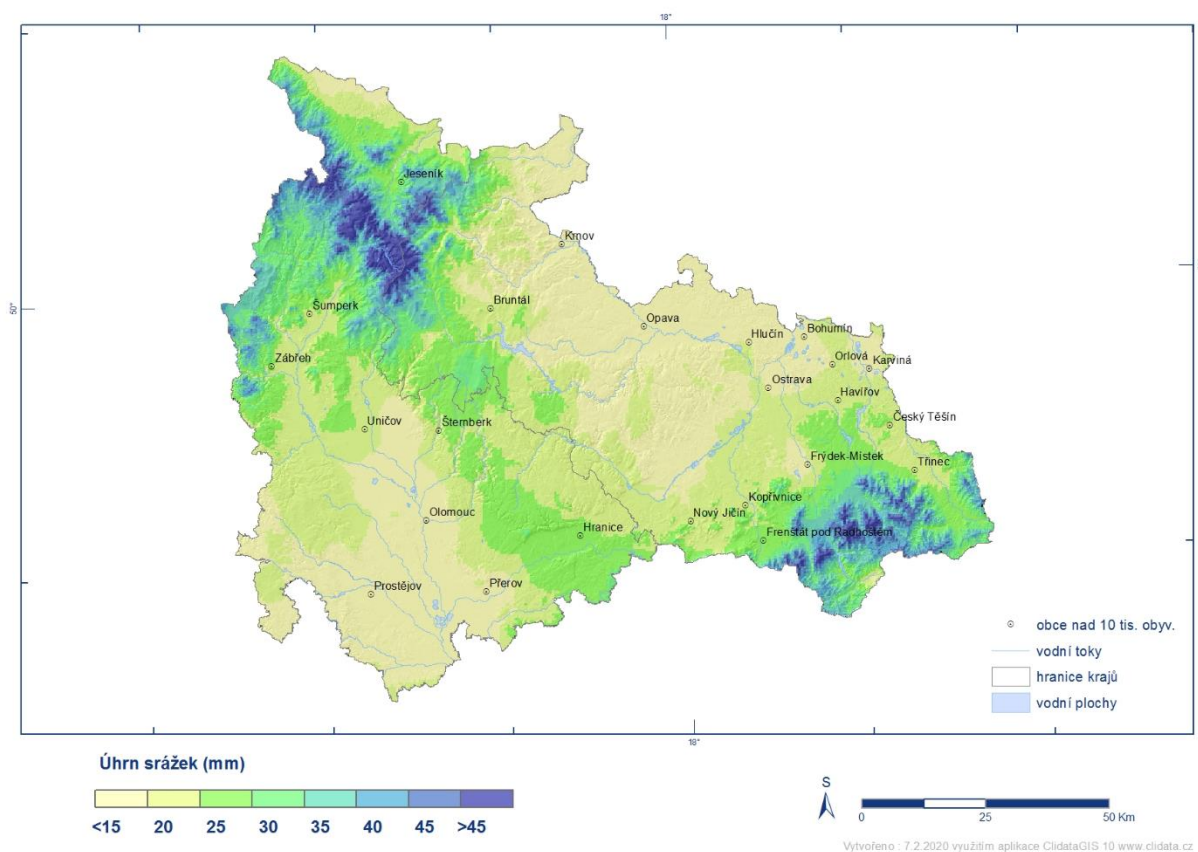 18°
50°
Jeseník
Krnov
Bruntál
Šumperk
Opava
Hlučín
Bohumín
Orlová
Karviná
Zábřeh
Ostrava
Havířov
Český Těšín
Uničov
Šternberk
Frýdek-Místek
Třinec
Kopřivnice
Nový Jičín
Olomouc
Hranice
Frenštát pod Radhoštěm
Prostějov
Přerov
obce nad 10 tis. obyv.
vodní toky
hranice krajů
vodní plochy
18°
Úhrn srážek (mm)
<15 20 25 30 35 40 45 >45
S
0 25 50 Km
Vytvořeno : 7.2.2020 využitím aplikace ClidataGIS 10 www.clidata.cz